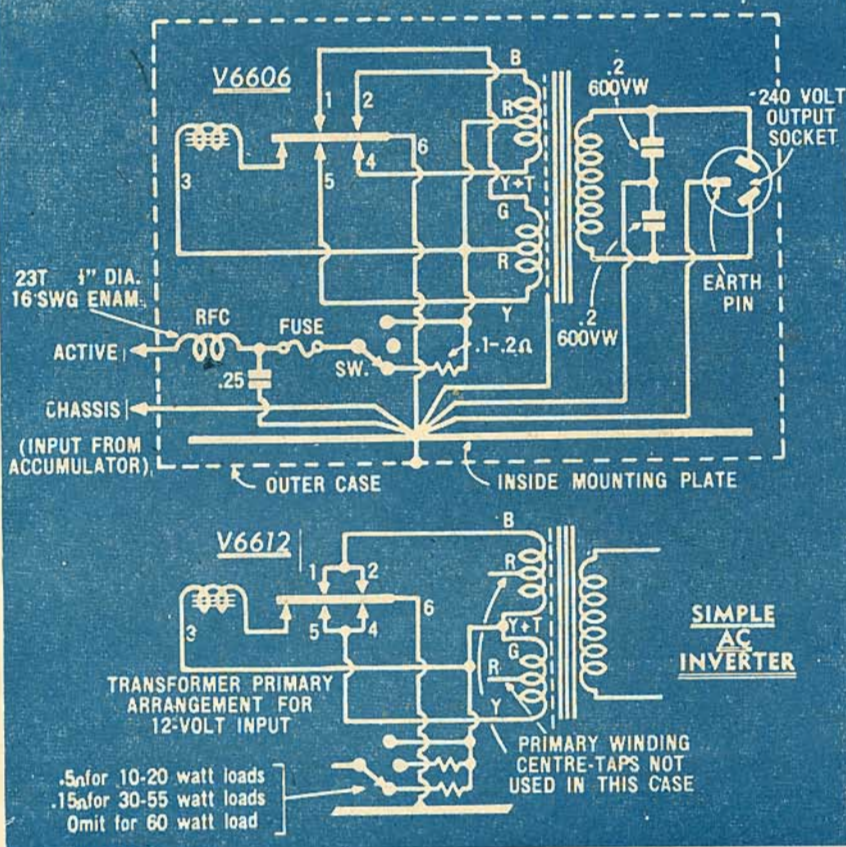 V6606
1
2
B
.2
600VW
240 VOLT
OUTPUT
SOCKET
R
6
4
3
5
Y+T
G
R
EARTH
PIN
23T ¼" DIA.
16 SWG ENAM.
RFC
FUSE
Y
.2
600VW
ACTIVE
.25
SW.
.1-.2Ω
CHASSIS
(INPUT FROM
ACCUMULATOR)
OUTER CASE
INSIDE MOUNTING PLATE
V6612
B
1
2
R
6
3
5
4
Y+T
G
SIMPLE
AC
INVERTER
TRANSFORMER PRIMARY
ARRANGEMENT FOR
12-VOLT INPUT
R
Y
PRIMARY WINDING
CENTRE-TAPS NOT
USED IN THIS CASE
.5Ω for 10-20 watt loads
.15Ω for 30-55 watt loads
Omit for 60 watt load